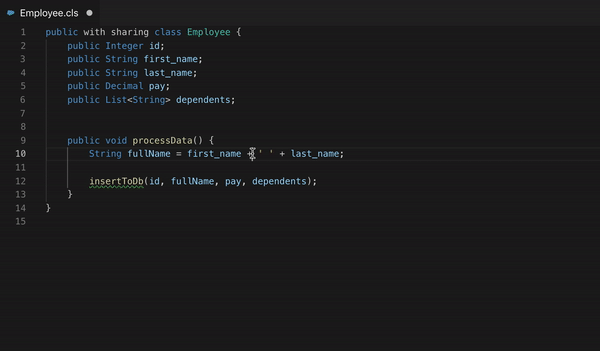 Employee.cls
1 public with sharing class Employee {
2 public Integer id;
3 public String first_name;
4 public String last_name;
5 public Decimal pay;
6 public List<String> dependents;
7
8
9 public void processData() {
10 String fullName = first_name + ' ' + last_name;
11
12 insertToDb(id, fullName, pay, dependents);
13 }
14 }
15